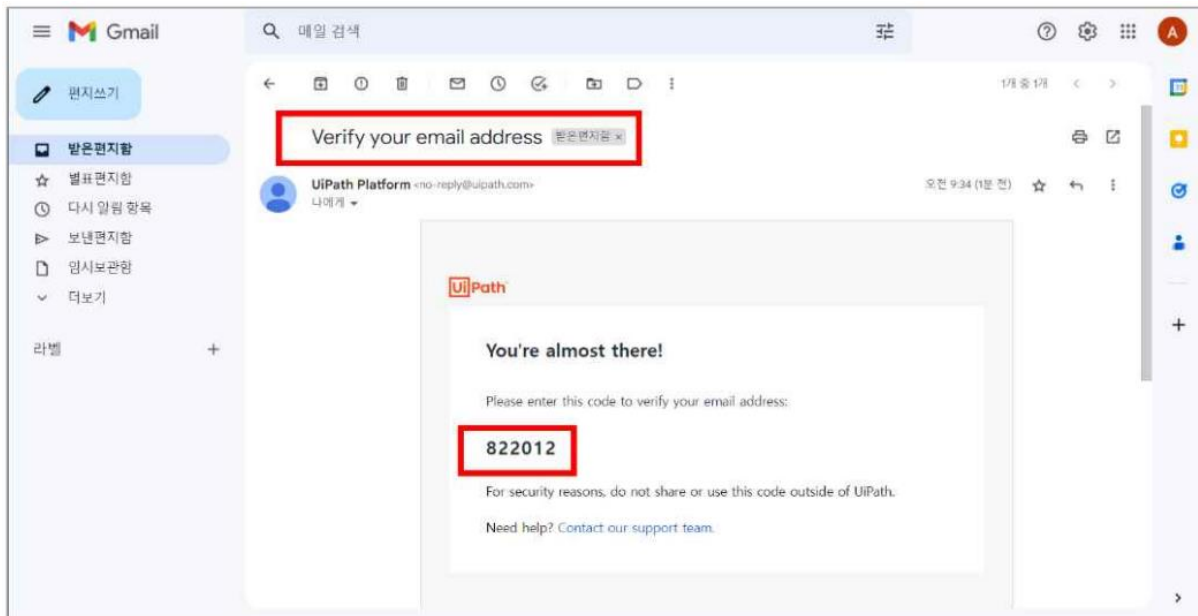 Gmail
메일 검색
A
편지쓰기
1개 중 1개
Verify your email address 받은편지함 ×
받은편지함
별표편지함
UiPath Platform <no-reply@uipath.com>
오전 9:34 (1분 전)
나에게
다시 알림 항목
보낸편지함
임시보관함
더보기
라벨
UiPath
You're almost there!
Please enter this code to verify your email address:
822012
For security reasons, do not share or use this code outside of UiPath.
Need help? Contact our support team.